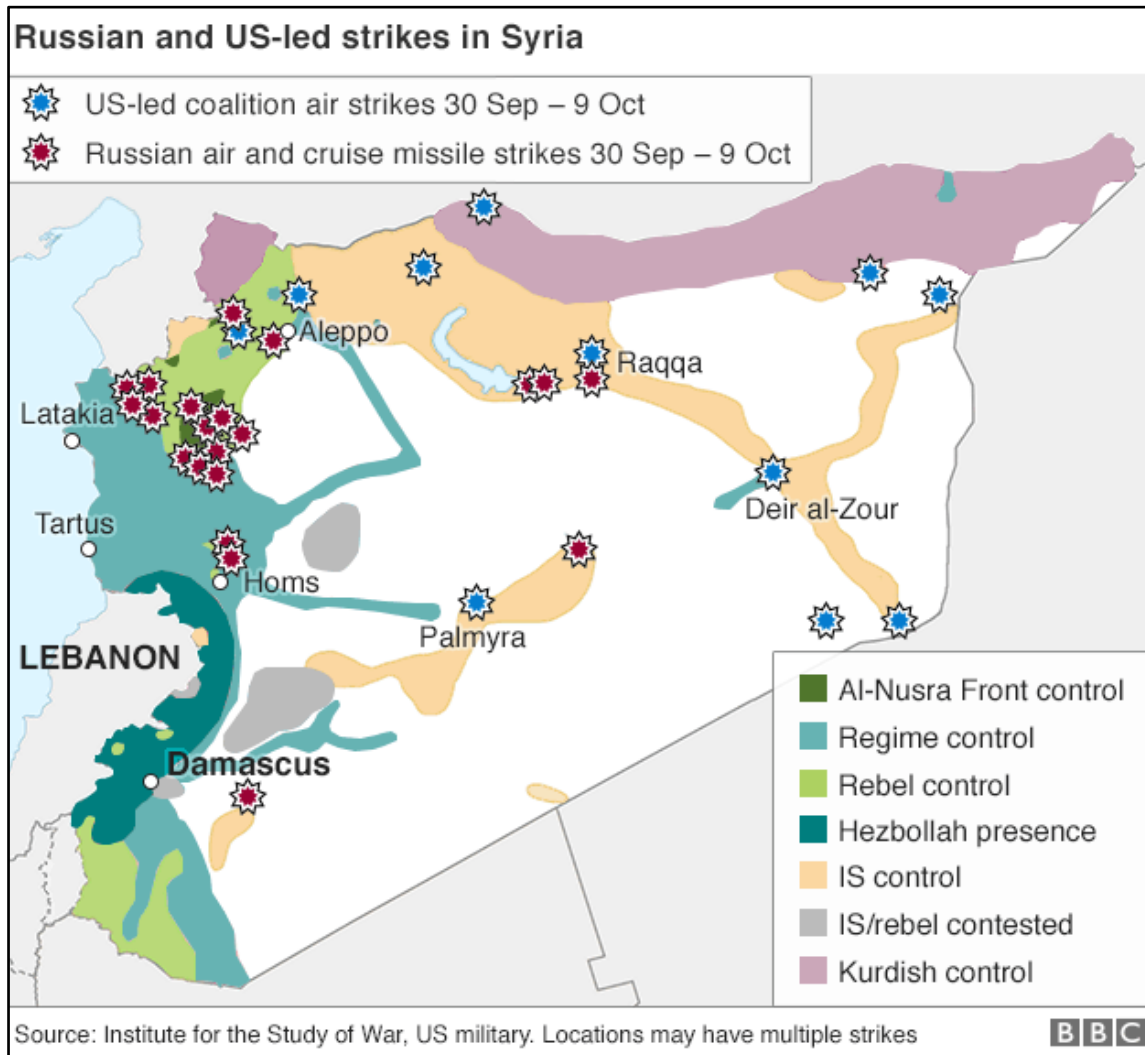 Russian and US-led strikes in Syria
US-led coalition air strikes 30 Sep – 9 Oct
Russian air and cruise missile strikes 30 Sep – 9 Oct
Aleppo
Raqqa
Latakia
Deir al-Zour
Tartus
Homs
Palmyra
LEBANON
Damascus
Al-Nusra Front control
Regime control
Rebel control
Hezbollah presence
IS control
IS/rebel contested
Kurdish control
Source: Institute for the Study of War, US military. Locations may have multiple strikes
BBC